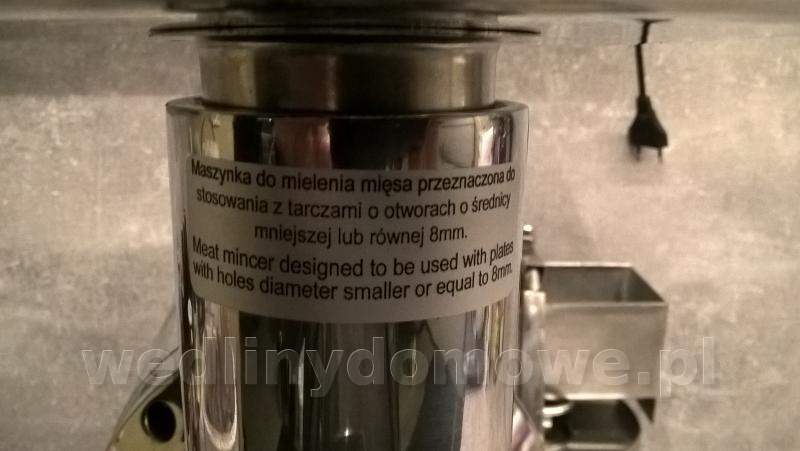 Maszynka do mielenia mięsa przeznaczona do
stosowania z tarczami o otworach o średnicy
mniejszej lub równej 8mm.
Meat mincer designed to be used with plates
with holes diameter smaller or equal to 8mm.
wedlinydomowe.pl